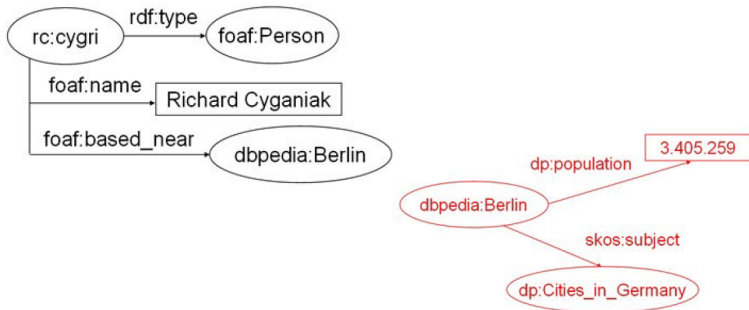 rc:cygri
rdf:type
foaf:Person
foaf:name
Richard Cyganiak
foaf:based_near
dbpedia:Berlin
3.405.259
dp:population
dbpedia:Berlin
skos:subject
dp:Cities_in_Germany